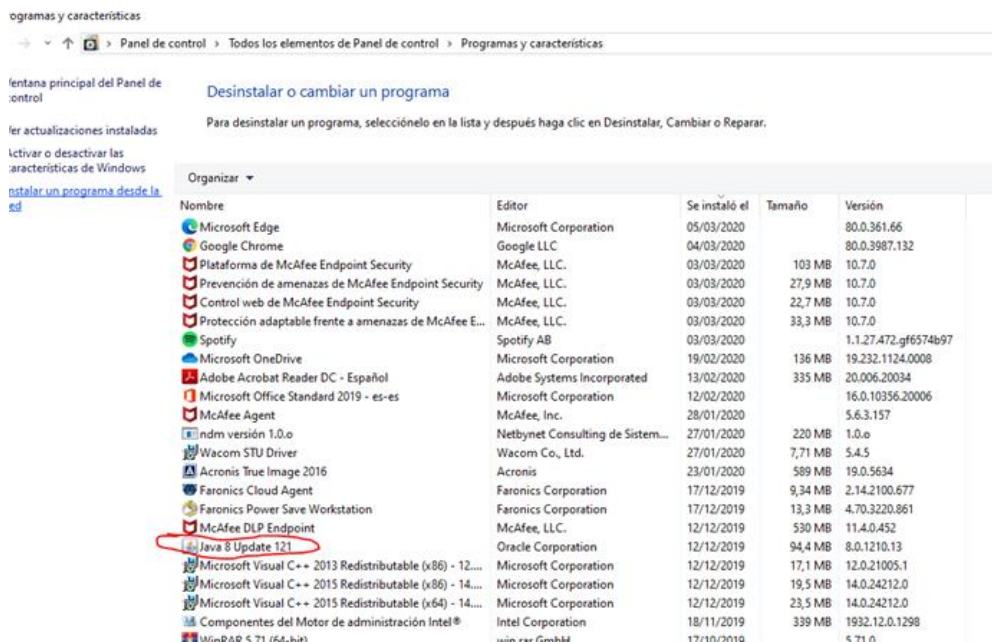 ogramas y características
Panel de control > Todos los elementos de Panel de control > Programas y características
entana principal del Panel de
ontrol
er actualizaciones instaladas
ctivar o desactivar las
aracterísticas de Windows
nstalar un programa desde la
ed
Desinstalar o cambiar un programa
Para desinstalar un programa, selecciónelo en la lista y después haga clic en Desinstalar, Cambiar o Reparar.
Organizar
Nombre Editor Se instaló el Tamaño Versión
Microsoft Edge Microsoft Corporation 05/03/2020 80.0.361.66
Google Chrome Google LLC 04/03/2020 80.0.3987.132
Plataforma de McAfee Endpoint Security McAfee, LLC. 03/03/2020 103 MB 10.7.0
Prevención de amenazas de McAfee Endpoint Security McAfee, LLC. 03/03/2020 27,9 MB 10.7.0
Control web de McAfee Endpoint Security McAfee, LLC. 03/03/2020 22,7 MB 10.7.0
Protección adaptable frente a amenazas de McAfee E... McAfee, LLC. 03/03/2020 33,3 MB 10.7.0
Spotify Spotify AB 03/03/2020 1.1.27.472.gf6574b97
Microsoft OneDrive Microsoft Corporation 19/02/2020 136 MB 19.232.1124.0008
Adobe Acrobat Reader DC - Español Adobe Systems Incorporated 13/02/2020 335 MB 20.006.20034
Microsoft Office Standard 2019 - es-es Microsoft Corporation 12/02/2020 16.0.10356.20006
McAfee Agent McAfee, Inc. 28/01/2020 5.6.3.157
ndm versión 1.0.o Netbynet Consulting de Sistem... 27/01/2020 220 MB 1.0.o
Wacom STU Driver Wacom Co., Ltd. 27/01/2020 7,71 MB 5.4.5
Acronis True Image 2016 Acronis 23/01/2020 589 MB 19.0.5634
Faronics Cloud Agent Faronics Corporation 17/12/2019 9,34 MB 2.14.2100.677
Faronics Power Save Workstation Faronics Corporation 17/12/2019 13,3 MB 4.70.3220.861
McAfee DLP Endpoint McAfee, LLC. 12/12/2019 530 MB 11.4.0.452
Java 8 Update 121 Oracle Corporation 12/12/2019 94,4 MB 8.0.1210.13
Microsoft Visual C++ 2013 Redistributable (x86) - 12.... Microsoft Corporation 12/12/2019 17,1 MB 12.0.21005.1
Microsoft Visual C++ 2015 Redistributable (x86) - 14.... Microsoft Corporation 12/12/2019 19,5 MB 14.0.24212.0
Microsoft Visual C++ 2015 Redistributable (x64) - 14.... Microsoft Corporation 12/12/2019 23,5 MB 14.0.24212.0
Componentes del Motor de administración Intel® Intel Corporation 18/11/2019 339 MB 1932.12.0.1298
WinRAR 5.71 (64-bit) win.rar GmbH 17/10/2019 5.71.0